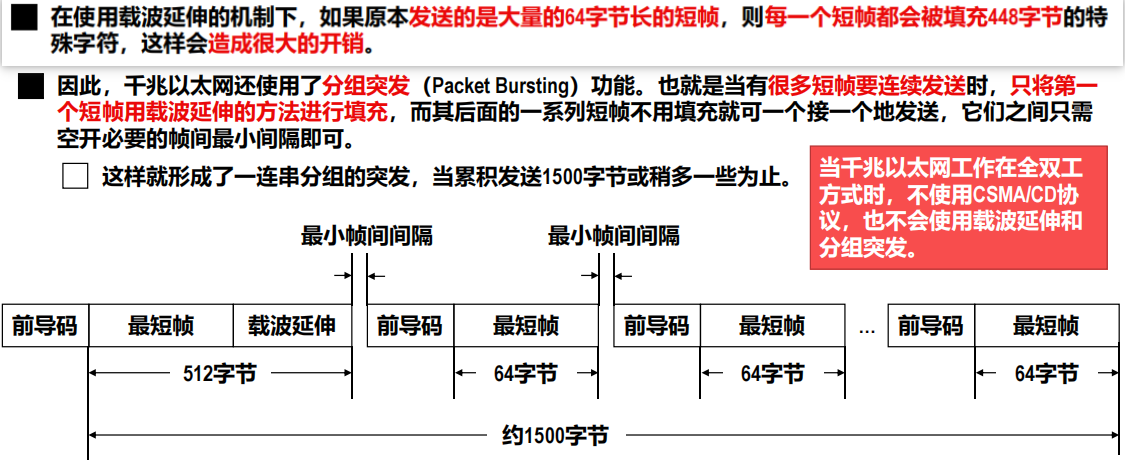 在使用载波延伸的机制下，如果原本发送的是大量的64字节长的短帧，则每一个短帧都会被填充448字节的特
殊字符，这样会造成很大的开销。
因此，千兆以太网还使用了分组突发（Packet Bursting）功能。也就是当有很多短帧要连续发送时，只将第一
个短帧用载波延伸的方法进行填充，而其后面的一系列短帧不用填充就可一个接一个地发送，它们之间只需
空开必要的帧间最小间隔即可。
这样就形成了一连串分组的突发，当累积发送1500字节或稍多一些为止。
当千兆以太网工作在全双工
方式时，不使用CSMA/CD协
议，也不会使用载波延伸和
分组突发。
最小帧间间隔 最小帧间间隔
前导码 最短帧 载波延伸 前导码 最短帧 前导码 最短帧 … 前导码 最短帧
512字节 64字节 64字节 64字节
约1500字节